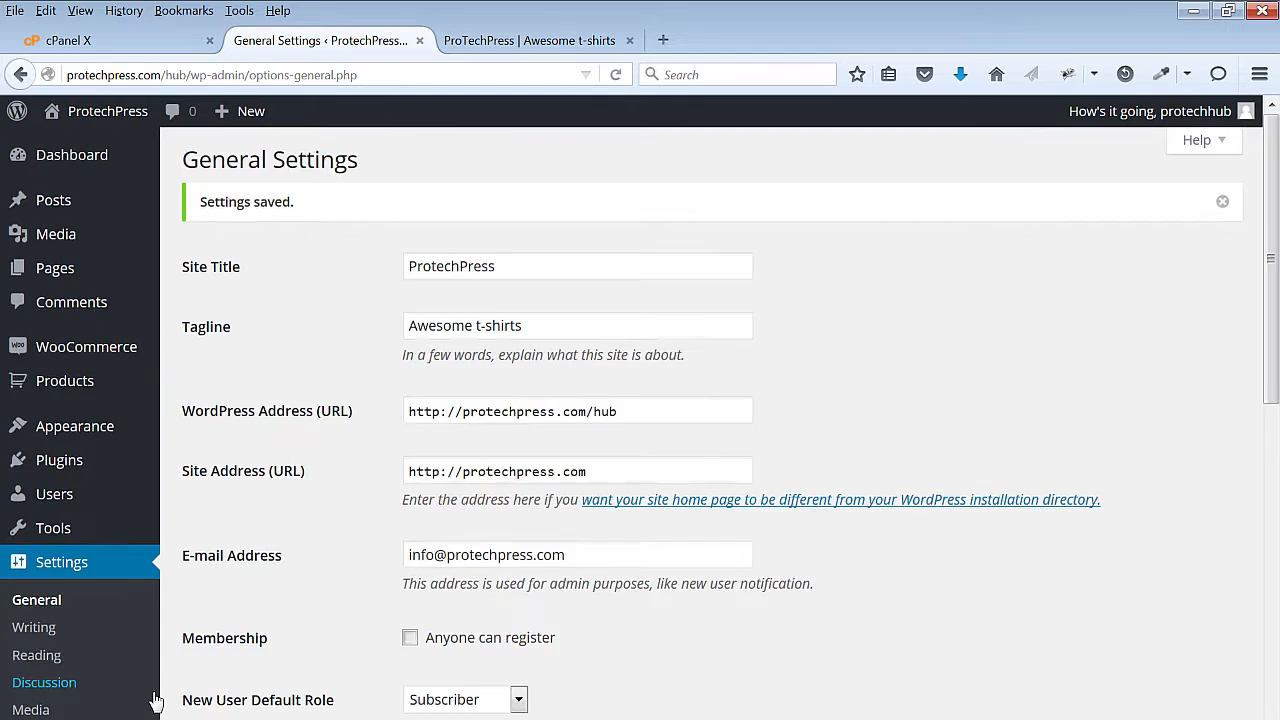 File Edit View History Bookmarks Tools Help
cP cPanel X
General Settings ‹ ProtechPress...
ProTechPress | Awesome t-shirts
protechpress.com/hub/wp-admin/options-general.php
Search
ProtechPress 0 New
How's it going, protechhub
Dashboard
Posts
Media
Pages
Comments
Woo WooCommerce
Products
Appearance
Plugins
Users
Tools
Settings
General
Writing
Reading
Discussion
Media
Help
General Settings
Settings saved.
Site Title ProtechPress
Tagline Awesome t-shirts
In a few words, explain what this site is about.
WordPress Address (URL) http://protechpress.com/hub
Site Address (URL) http://protechpress.com
Enter the address here if you want your site home page to be different from your WordPress installation directory.
E-mail Address info@protechpress.com
This address is used for admin purposes, like new user notification.
Membership Anyone can register
New User Default Role Subscriber